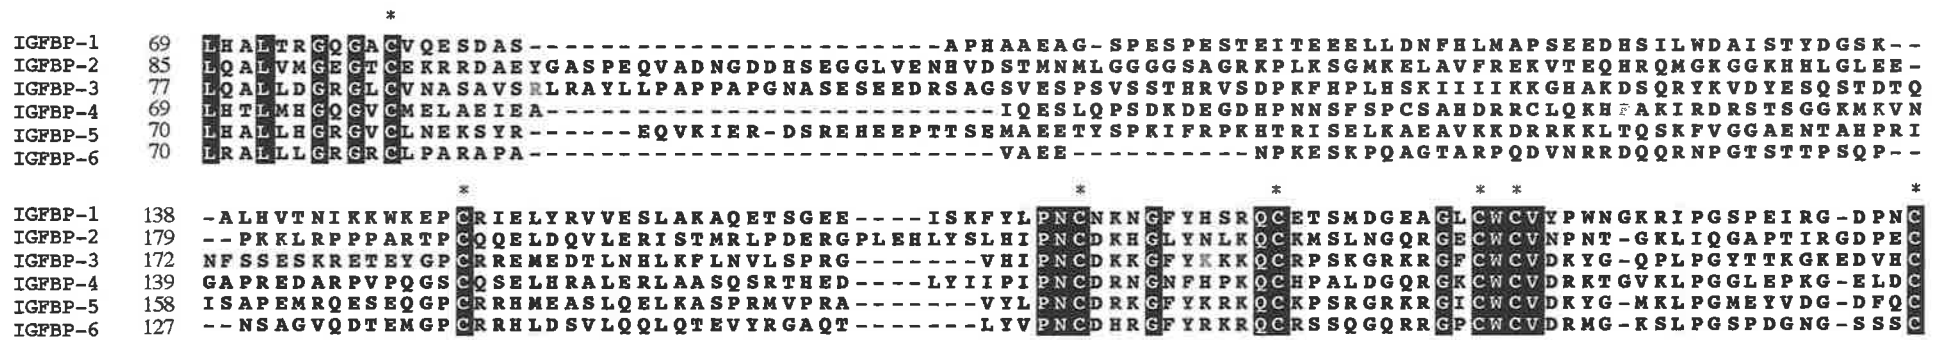 *
IGFBP-1 69 LHALTRGQGACVQESDAS-----------------------APHAAEAG-SPESPESTEITEEELLDNFHLMAPSEEDHSILWDAISTYDGSK--
IGFBP-2 85 LQALVMGEGTCEKRRDAEYGASPEQVADNGDDHSEGGLVENHVDSTMNMLGGGGSAGRKPLKSGMKELAVFREKVTEQHRQMGKGGKHHLGLEE-
IGFBP-3 77 LQALLDGRGLCVNASAVSRLRAYLLPAPPAPGNASESEEDRSAGSVESPSVSSTHRVSDPKFHPLHSKIIIIKKGHAKDSQRYKVDYESQSTDTQ
IGFBP-4 69 LHTLMHGQGVCMELAEIEA-------------------------IQESLQPSDKDEGDHPNNSFSPCSAHDRRCLQKHFAKIRDRSTSGGKMKVN
IGFBP-5 70 LHALLHGRGVCLNEKSYR------EQVKIER-DSREHEEPTTSEMAEETYSPKIFRPKHTRISELKAEAVKKDRRKKLTQSKFVGGAENTAHPRI
IGFBP-6 70 LRALLLGRGRCLPARAPA--------------------------VAEE----------NPKESKPQAGTARPQDVNRRDQQRNPGTSTTPSQP--
* * * * * *
IGFBP-1 138 -ALHVTNIKKWKEPCRIELYRVVESLAKAQETSGEE----ISKFYLPNCNKNGFYHSRQCETSMDGEAGLCWCVYPWNGKRIPGSPEIRG-DPNC
IGFBP-2 179 --PKKLRPPPARTPCQQELDQVLERISTMRLPDERGPLEHLYSLHIPNCDKHGLYNLKQCKMSLNGQRGECWCVNPNT-GKLIQGAPTIRGDPEC
IGFBP-3 172 NFSSESKRETEYGPCRREMEDTLNHLKFLNVLSPRG-------VHIPNCDKKGFYKKKQCRPSKGRKRGFCWCVDKYG-QPLPGYTTKGKEDVHC
IGFBP-4 139 GAPREDARPVPQGSCQSELHRALERLAASQSRTHED----LYIIPIPNCDRNGNFHPKQCHPALDGQRGKCWCVDRKTGVKLPGGLEPKG-ELDC
IGFBP-5 158 ISAPEMRQESEQGPCRRHMEASLQELKASPRMVPRA-------VYLPNCDRKGFYKRKQCKPSRGRKRGICWCVDKYG-MKLPGMEYVDG-DFQC
IGFBP-6 127 --NSAGVQDTEMGPCRRHLDSVLQQLQTEVYRGAQT-------LYVPNCDHRGFYRKRQCRSSQGQRRGPCWCVDRMG-KSLPGSPDGNG-SSSC